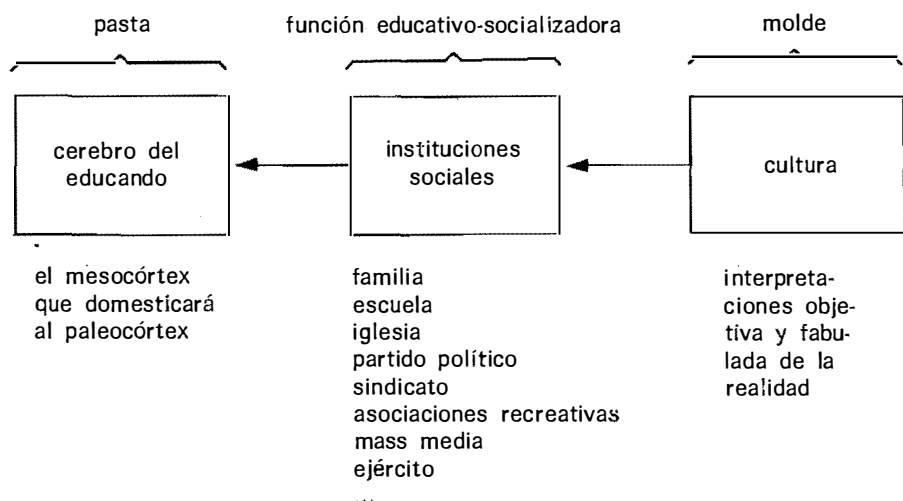 pasta
función educativo-socializadora
molde
cerebro del
educando
instituciones
sociales
cultura
el mesocórtex
que domesticará
al paleocórtex
familia
escuela
iglesia
partido político
sindicato
asociaciones recreativas
mass media
ejército
...
interpreta-
ciones obje-
tiva y fabu-
lada de la
realidad